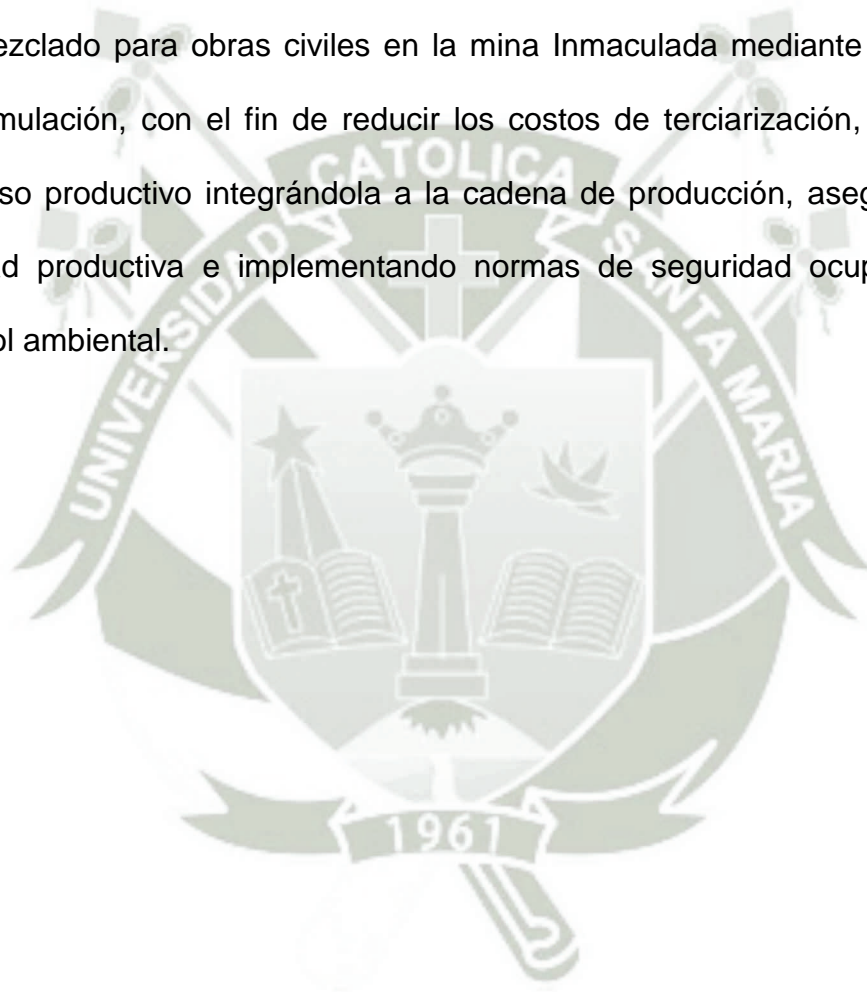 ezclado para obras civiles en la mina Inmaculada mediante
mulación, con el fin de reducir los costos de terciarización,
so productivo integrándola a la cadena de producción, aseg
ad productiva e implementando normas de seguridad ocup
ol ambiental.
UNIVERSIDAD CATOLICA SANTA MARIA
1961